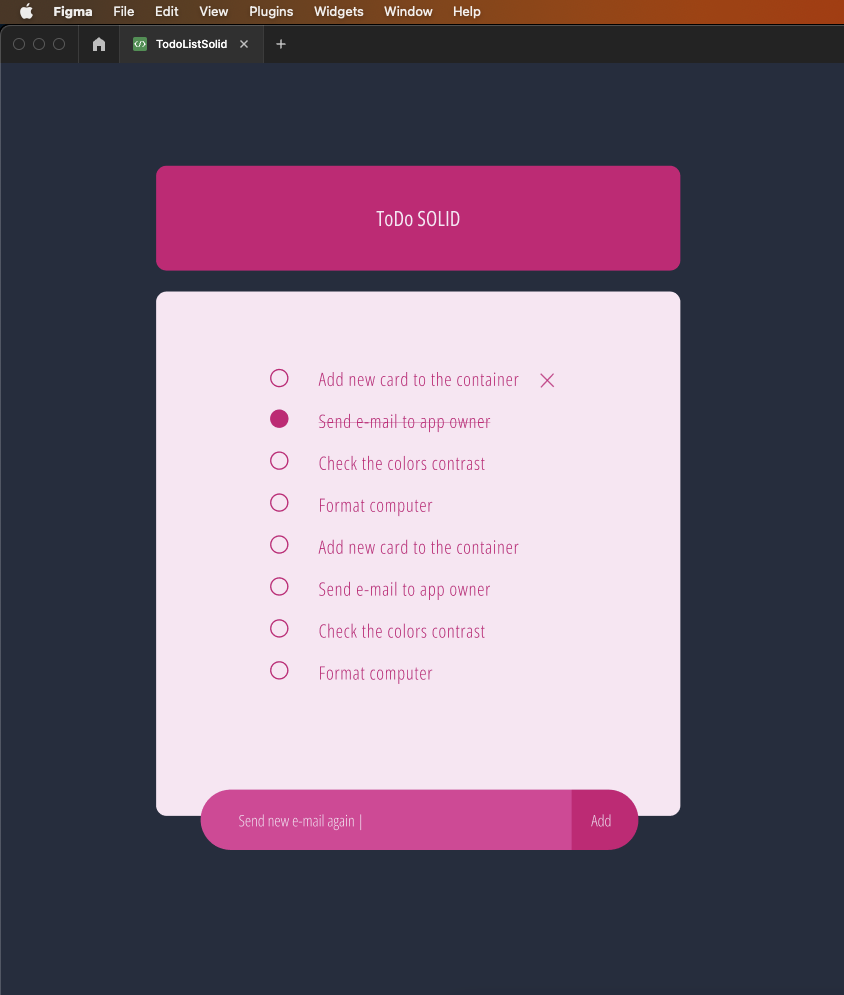 Figma File Edit View Plugins Widgets Window Help
TodoListSolid
ToDo SOLID
Add new card to the container
Send e-mail to app owner
Check the colors contrast
Format computer
Add new card to the container
Send e-mail to app owner
Check the colors contrast
Format computer
Send new e-mail again | Add